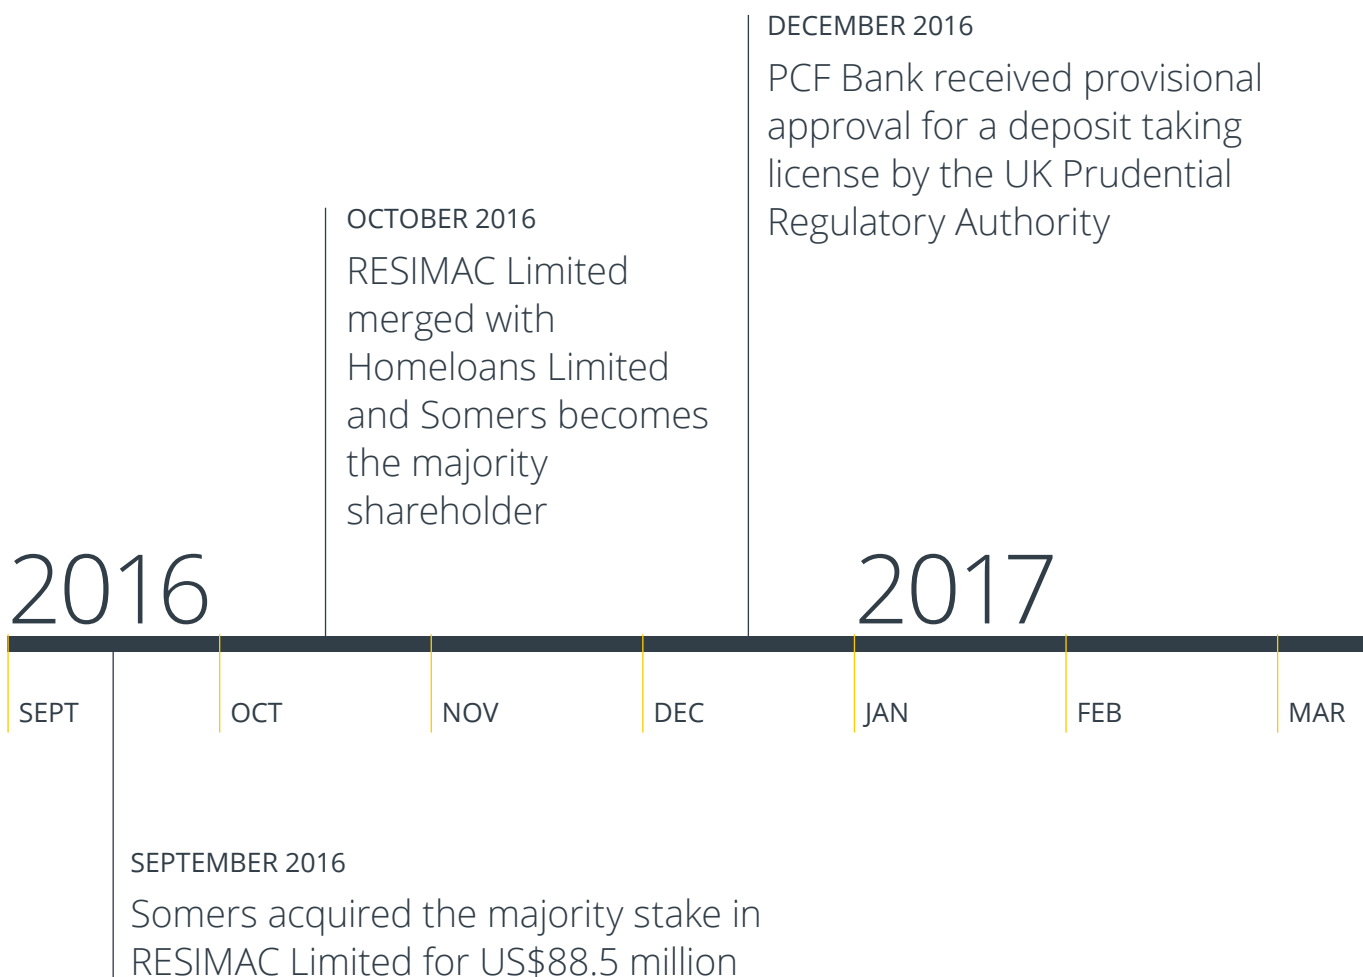 DECEMBER 2016
PCF Bank received provisional
approval for a deposit taking
license by the UK Prudential
Regulatory Authority
OCTOBER 2016
RESIMAC Limited
merged with
Homeloans Limited
and Somers becomes
the majority
shareholder
2016
2017
SEPT
OCT
NOV
DEC
JAN
FEB
MAR
SEPTEMBER 2016
Somers acquired the majority stake in
RESIMAC Limited for US$88.5 million